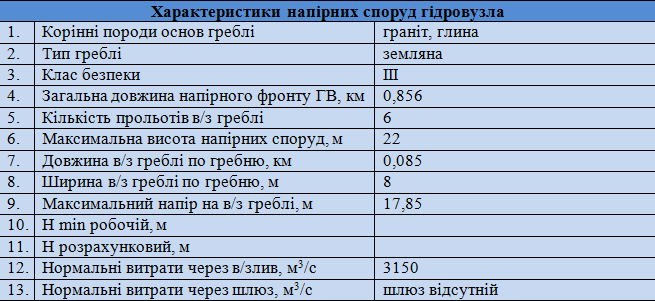 Характеристики напірних споруд гідровузла
1. Корінні породи основ греблі граніт, глина
2. Тип греблі земляна
3. Клас безпеки III
4. Загальна довжина напірного фронту ГВ, км 0,856
5. Кількість прольотів в/з греблі 6
6. Максимальна висота напірних споруд, м 22
7. Довжина в/з греблі по гребню, км 0,085
8. Ширина в/з греблі по гребню, м 8
9. Максимальний напір на в/з греблі, м 17,85
10. H min робочій, м
11. H розрахунковий, м
12. Нормальні витрати через в/злив, м³/с 3150
13. Нормальні витрати через шлюз, м³/с шлюз відсутній